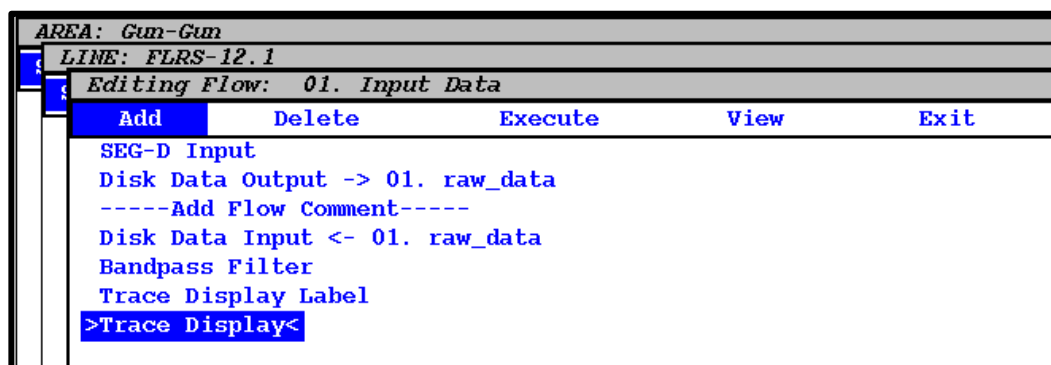 AREA: Gun-Gun
LINE: FLRS-12.1
Editing Flow: 01. Input Data
Add Delete Execute View Exit
SEG-D Input
Disk Data Output -> 01. raw_data
-----Add Flow Comment-----
Disk Data Input <- 01. raw_data
Bandpass Filter
Trace Display Label
>Trace Display<